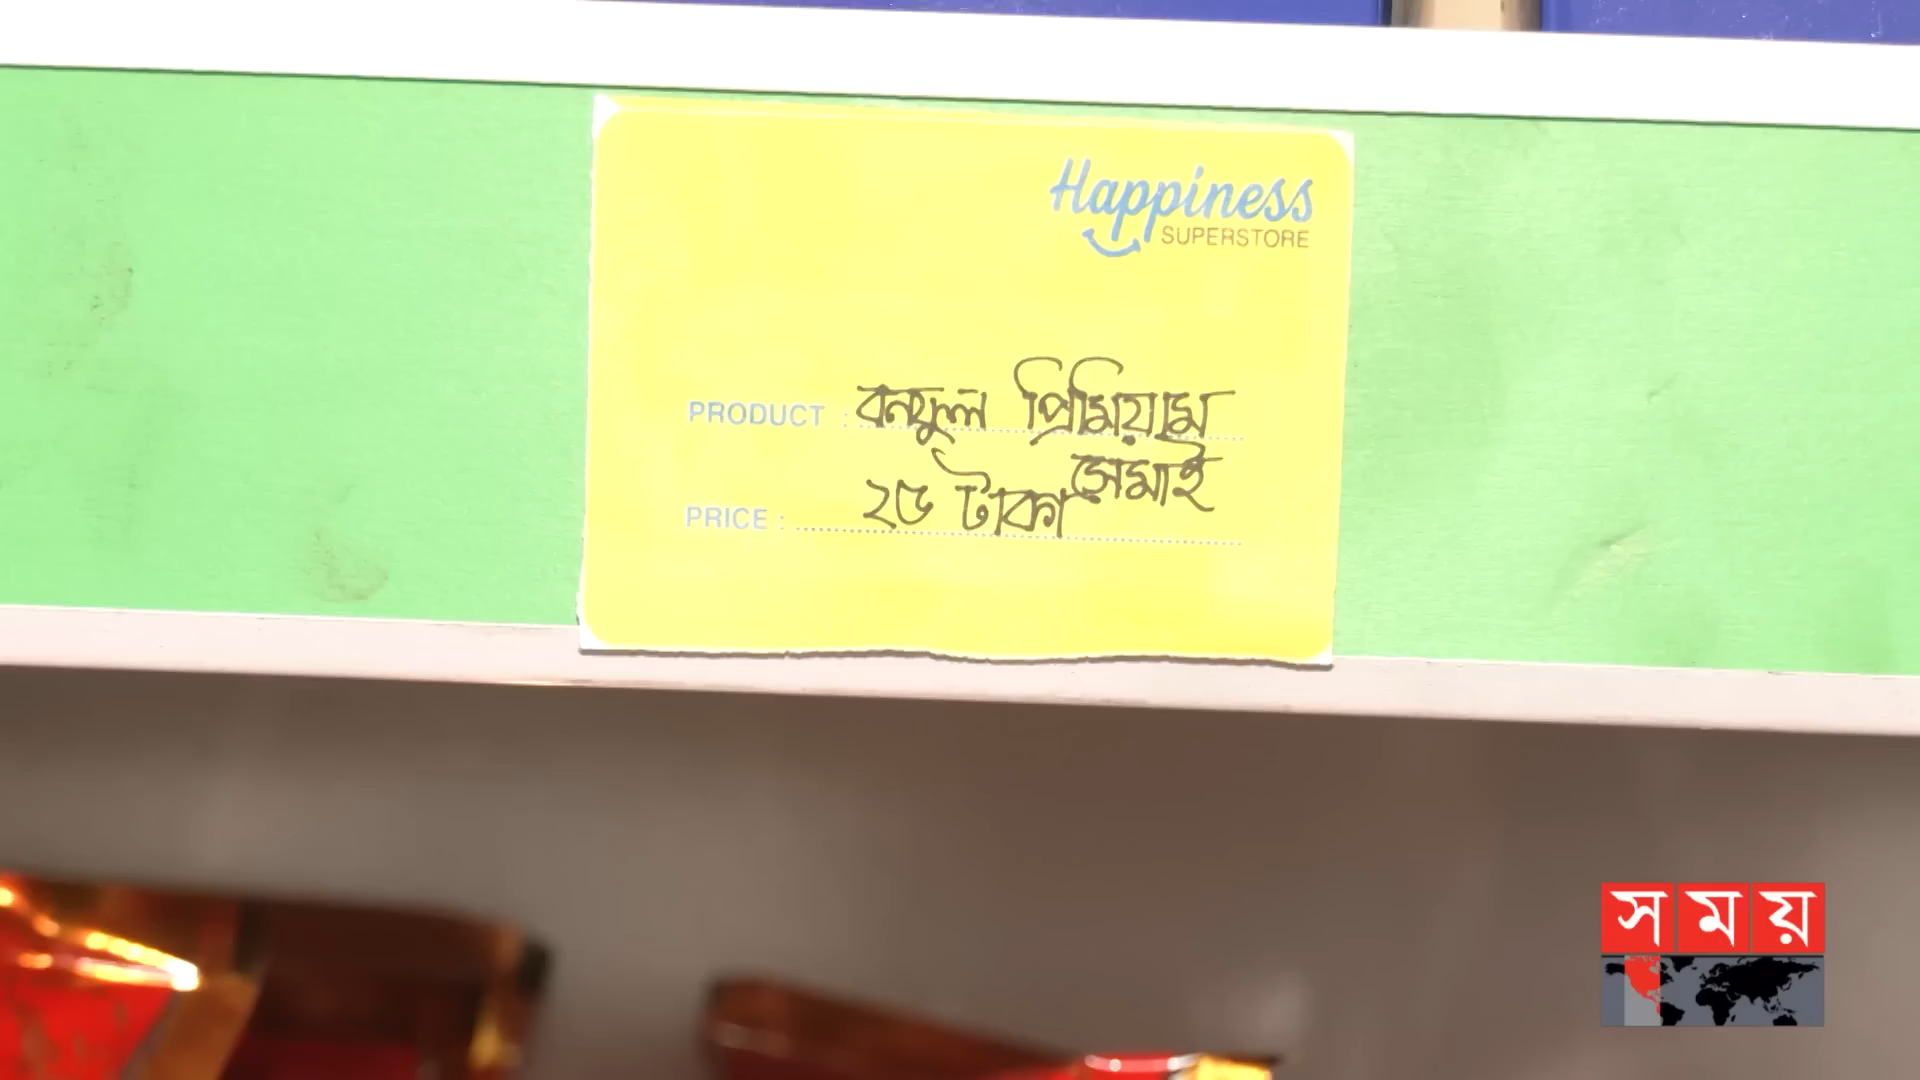 Happiness
SUPERSTORE
PRODUCT : বনফুল প্রিমিয়াম
সেমাই
PRICE : ২৫ টাকা
সময়